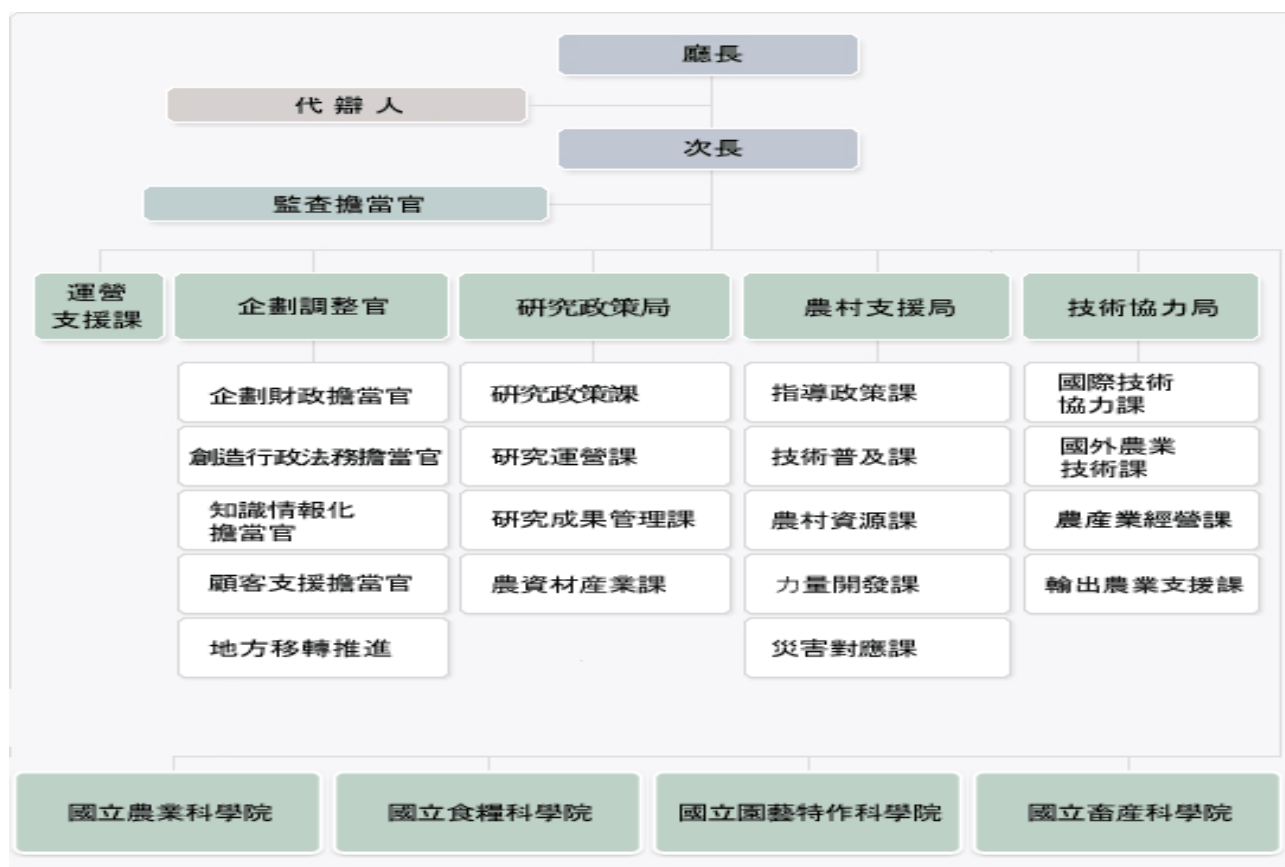 廳長
代辯人
次長
監査擔當官
運營
支援課
企劃調整官
研究政策局
農村支援局
技術協力局
企劃財政擔當官
研究政策課
指導政策課
國際技術
協力課
創造行政法務擔當官
研究運營課
技術普及課
國外農業
技術課
知識情報化
擔當官
研究成果管理課
農村資源課
農産業經營課
顧客支援擔當官
農資材産業課
力量開發課
輸出農業支援課
地方移轉推進
災害對應課
國立農業科學院
國立食糧科學院
國立園藝特作科學院
國立畜産科學院